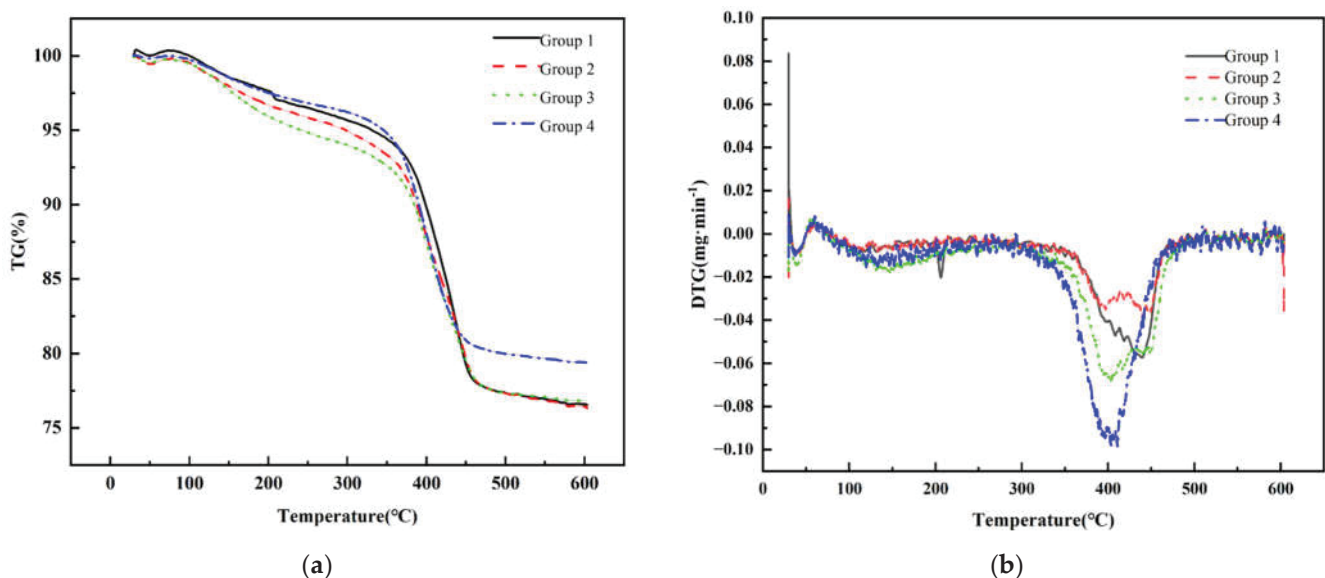 100
95
90
85
80
75
TG(%)
0
100
200
300
400
500
600
Temperature(°C)
Group 1
Group 2
Group 3
Group 4
(a)
0.10
0.08
0.06
0.04
0.02
0.00
−0.02
−0.04
−0.06
−0.08
−0.10
DTG(mg·min⁻¹)
0
100
200
300
400
500
600
Temperature(°C)
Group 1
Group 2
Group 3
Group 4
(b)